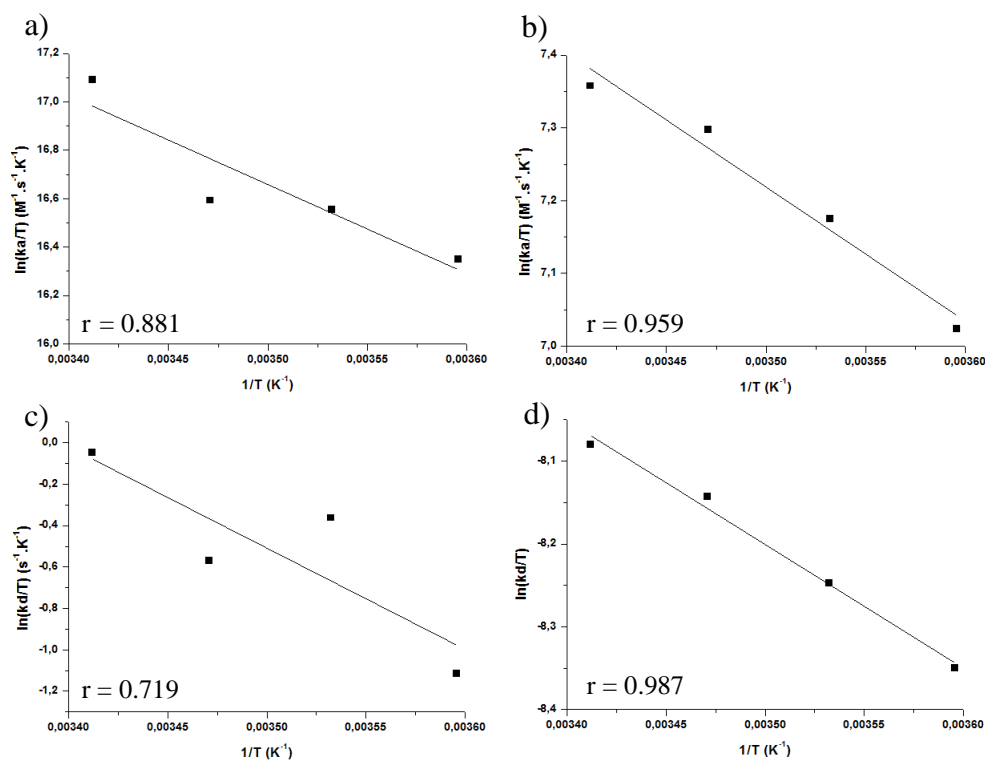 a)
17,2
17,0
16,8
16,6
16,4
16,2
16,0
ln(ka/T) (M⁻¹.s⁻¹.K⁻¹)
r = 0.881
0,00340
0,00345
0,00350
0,00355
0,00360
1/T (K⁻¹)
b)
7,4
7,3
7,2
7,1
7,0
ln(ka/T) (M⁻¹.s⁻¹.K⁻¹)
r = 0.959
0,00340
0,00345
0,00350
0,00355
0,00360
1/T (K⁻¹)
c)
0,0
-0,2
-0,4
-0,6
-0,8
-1,0
-1,2
ln(kd/T) (s⁻¹.K⁻¹)
r = 0.719
0,00340
0,00345
0,00350
0,00355
0,00360
1/T (K⁻¹)
d)
-8,1
-8,2
-8,3
-8,4
ln(kd/T)
r = 0.987
0,00340
0,00345
0,00350
0,00355
0,00360
1/T (K⁻¹)